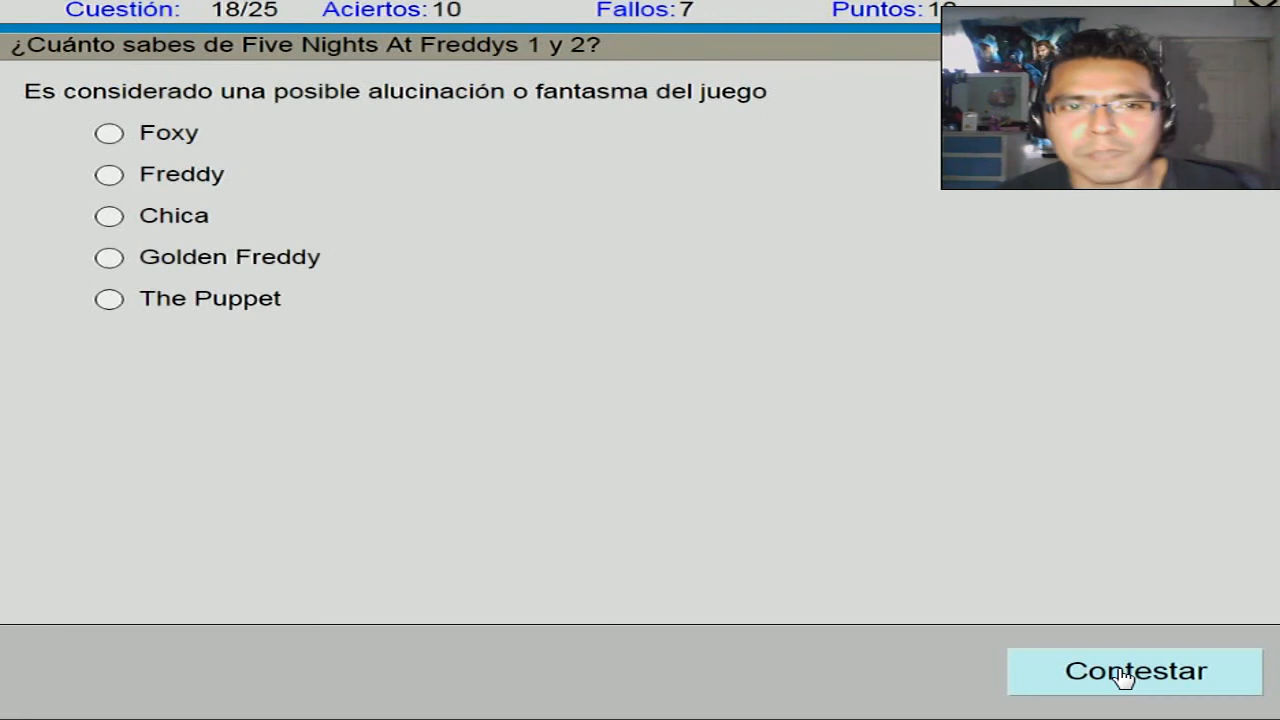 Cuestión: 18/25 Aciertos: 10 Fallos: 7 Puntos:
¿Cuánto sabes de Five Nights At Freddys 1 y 2?
Es considerado una posible alucinación o fantasma del juego
Foxy
Freddy
Chica
Golden Freddy
The Puppet
Contestar